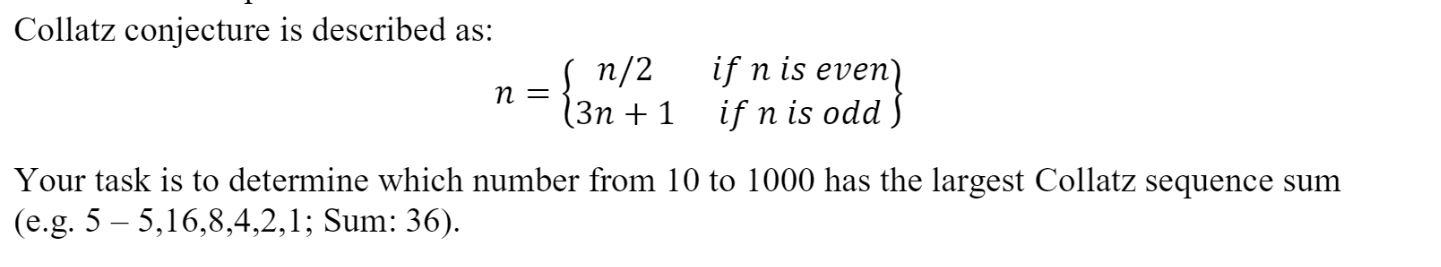 Collatz conjecture is described as:
n = { n/2 if n is even
3n + 1 if n is odd }
Your task is to determine which number from 10 to 1000 has the largest Collatz sequence sum
(e.g. 5 – 5,16,8,4,2,1; Sum: 36).